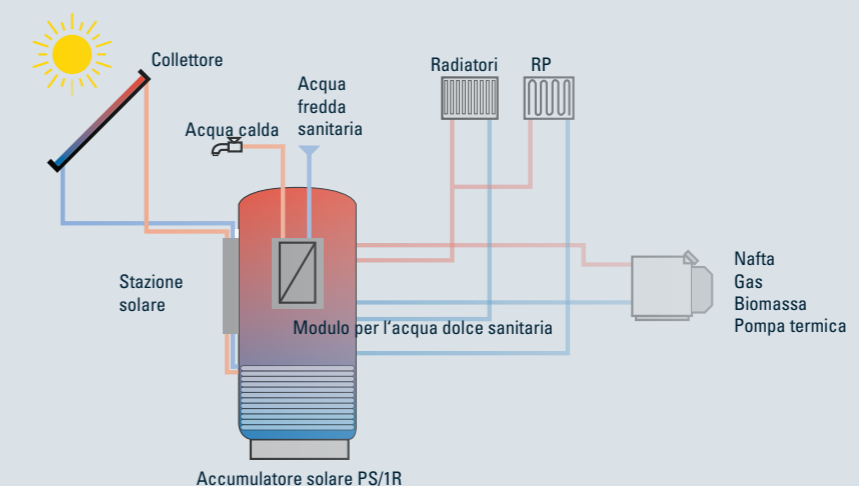 Collettore
Radiatori
RP
Acqua
fredda
sanitaria
Acqua calda
Stazione
solare
Nafta
Gas
Biomassa
Pompa termica
Modulo per l'acqua dolce sanitaria
Accumulatore solare PS/1R